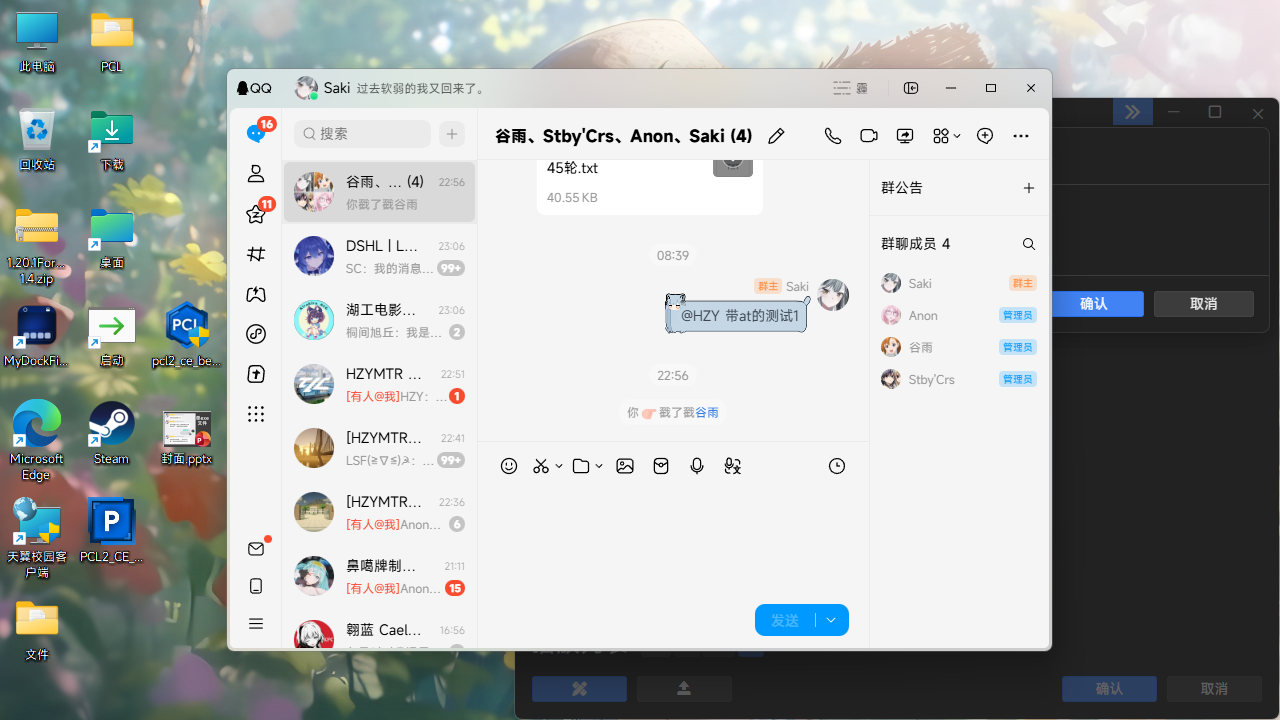 此电脑
PCL
回收站
下载
1.20.1For...
1.4.zip
桌面
MyDockFi...
启动
pcl2_ce_be...
Microsoft
Edge
Steam
封面.pptx
天翼校园客
户端
PCL2_CE_...
文件
QQ
Saki 过去软弱的我又回来了。
16
11
搜索
谷雨、... (4) 22:56
你戳了戳谷雨
DSHL | L... 23:06
SC：我的消息... 99+
湖工电影... 23:06
桐间旭丘：我是... 2
HZYMTR ... 22:51
[有人@我]HZY：... 1
[HZYMTR... 22:41
LSF(≥∇≤)☭：... 99+
[HZYMTR... 22:36
[有人@我]Anon... 6
鼻噶牌制... 21:11
[有人@我]Anon... 15
翱蓝 Cael... 16:56
谷雨、Stby'Crs、Anon、Saki (4)
45轮.txt
40.55 KB
08:39
群主 Saki
@HZY 带at的测试1
22:56
你 戳了戳谷雨
发送
群公告
群聊成员 4
Saki 群主
Anon 管理员
谷雨 管理员
Stby'Crs 管理员
确认
取消
确认
取消